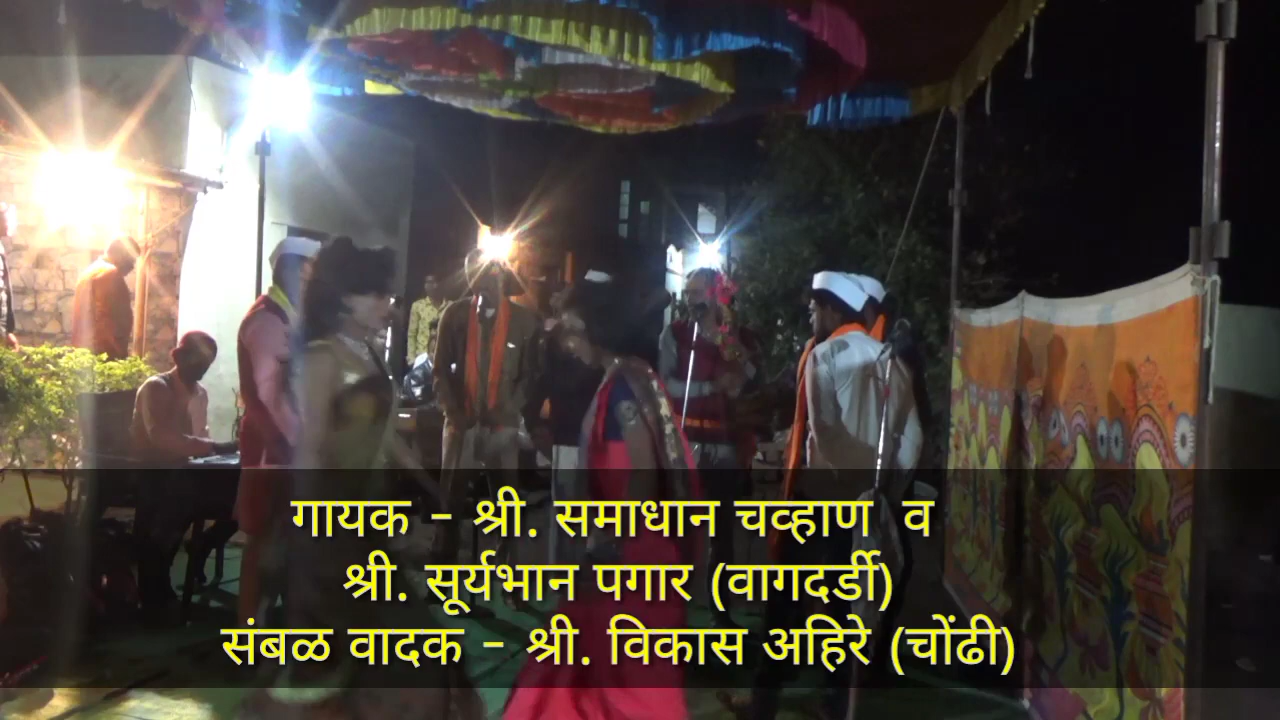 गायक - श्री. समाधान चव्हाण व
श्री. सूर्यभान पगार (वागदर्डी)
संबळ वादक - श्री. विकास अहिरे (चोंढी)